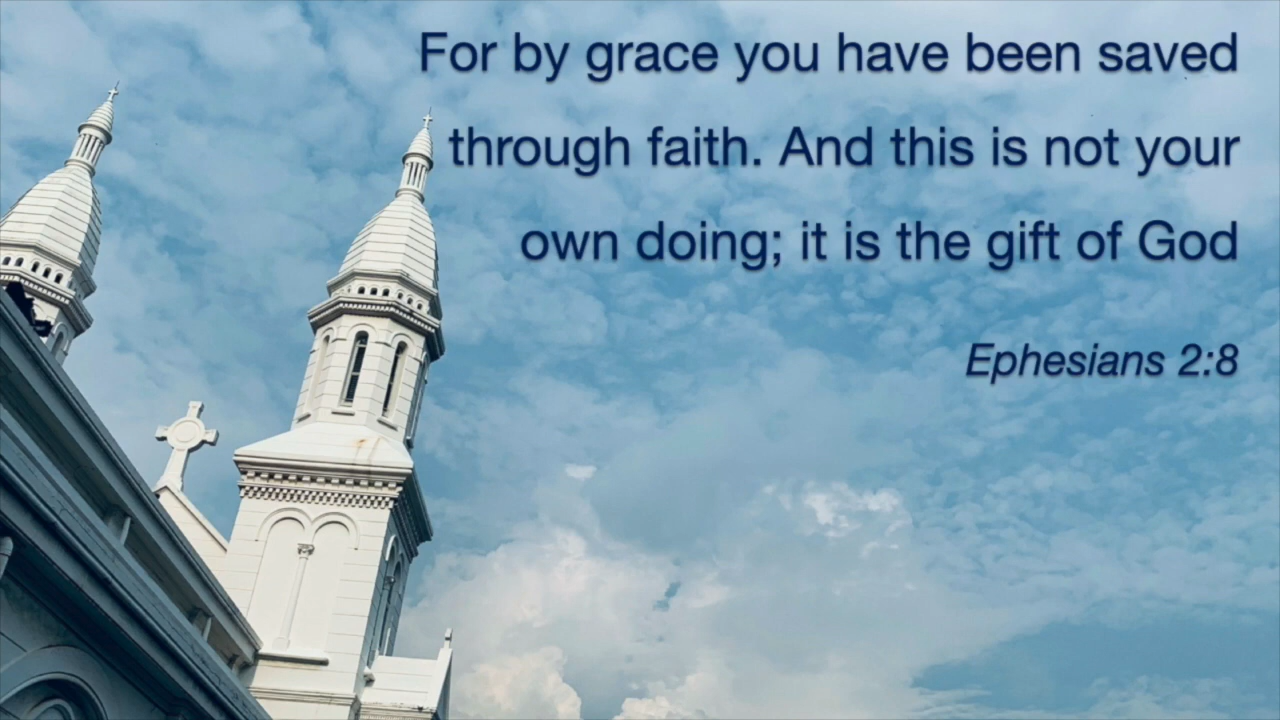 For by grace you have been saved
through faith. And this is not your
own doing; it is the gift of God
Ephesians 2:8